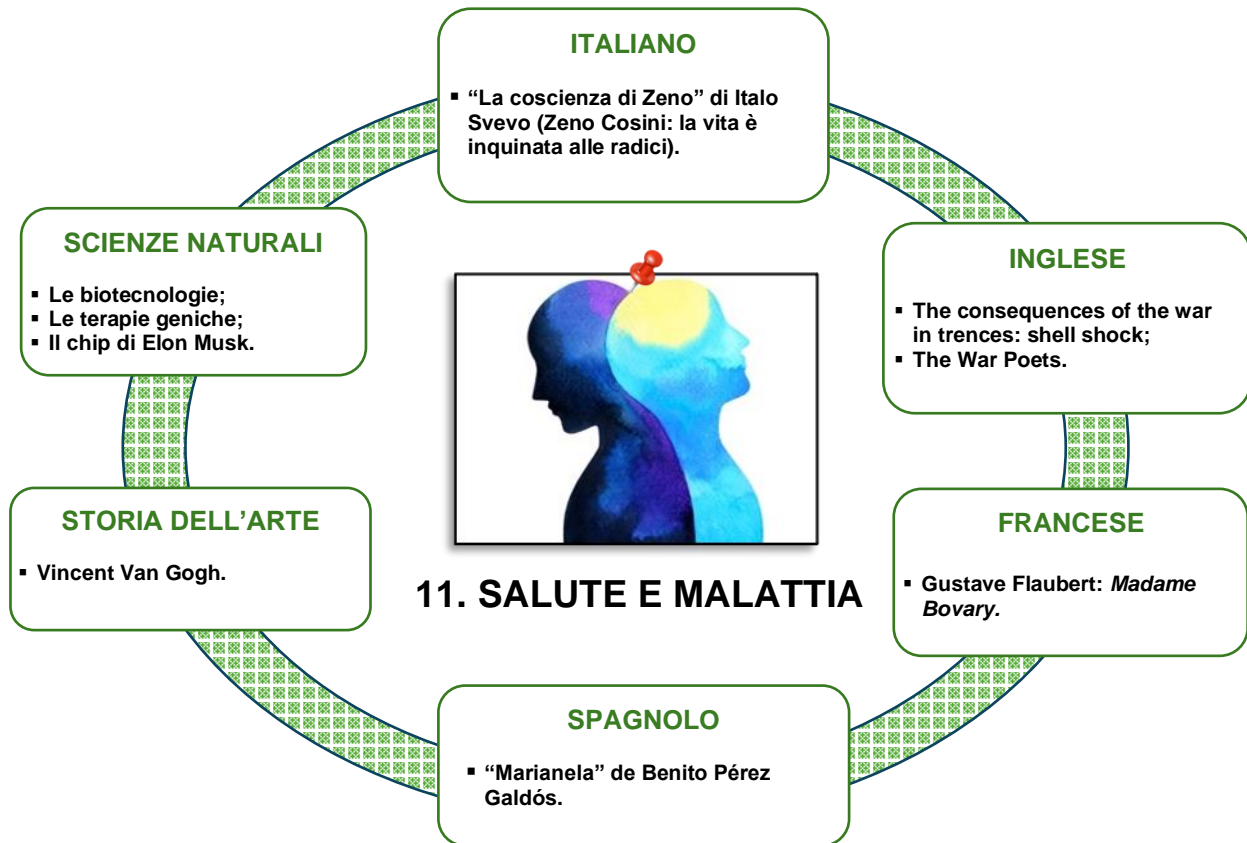 ITALIANO
▪ “La coscienza di Zeno” di Italo
Svevo (Zeno Cosini: la vita è
inquinata alle radici).
SCIENZE NATURALI
▪ Le biotecnologie;
▪ Le terapie geniche;
▪ Il chip di Elon Musk.
INGLESE
▪ The consequences of the war
in trences: shell shock;
▪ The War Poets.
STORIA DELL’ARTE
▪ Vincent Van Gogh.
FRANCESE
▪ Gustave Flaubert: Madame
Bovary.
11. SALUTE E MALATTIA
SPAGNOLO
▪ “Marianela” de Benito Pérez
Galdós.